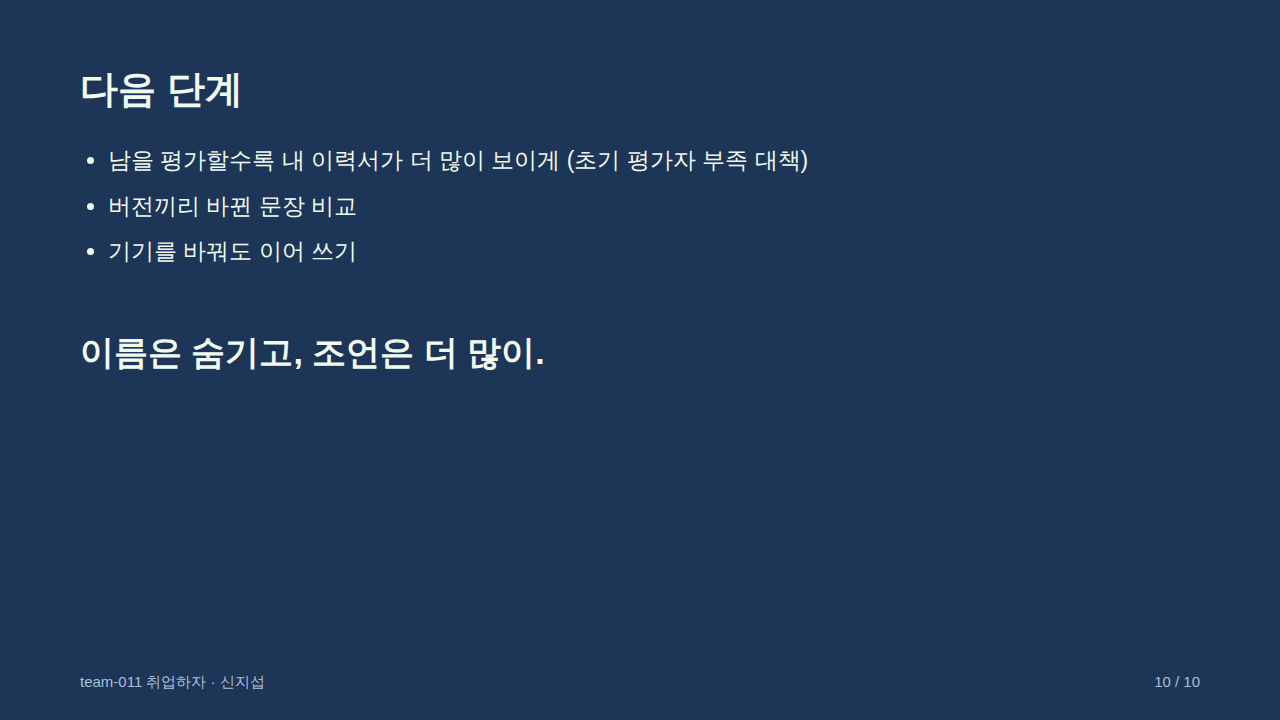 다음 단계
• 남을 평가할수록 내 이력서가 더 많이 보이게 (초기 평가자 부족 대책)
• 버전끼리 바뀐 문장 비교
• 기기를 바꿔도 이어 쓰기
이름은 숨기고, 조언은 더 많이.
team-011 취업하자 · 신지섭
10 / 10